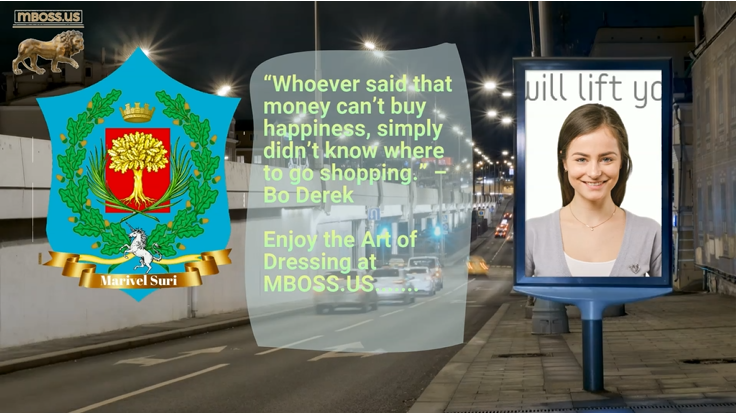 MBOSS.US
will lift yo
“Whoever said that
money can’t buy
happiness, simply
didn’t know where
to go shopping.” –
Bo Derek
Enjoy the Art of
Dressing at
MBOSS.US.......
Marivel Suri